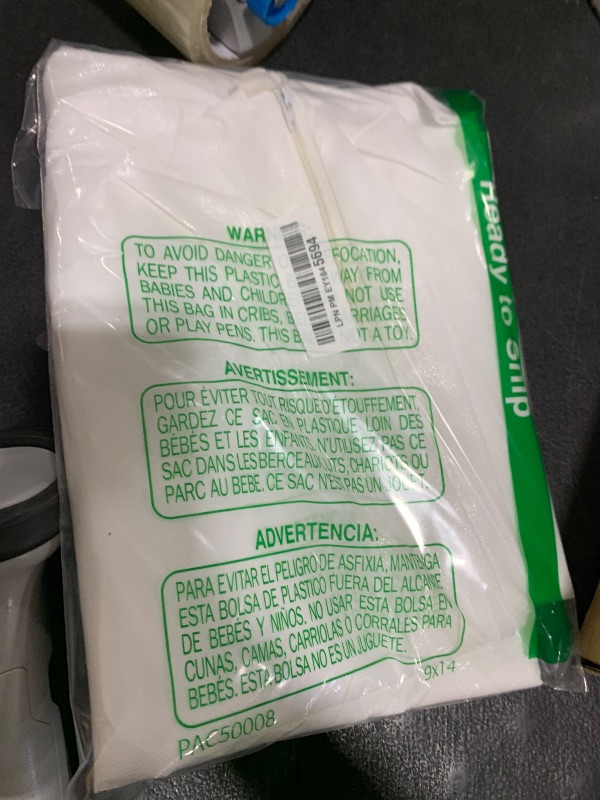 WAR
TO AVOID DANGER FOCATION,
KEEP THIS PLASTIC AY FROM
BABIES AND CHILDR NOT USE
THIS BAG IN CRIBS, B RRIAGES
OR PLAY PENS. THIS B OT A TOY.
LPN PM EY1845694
AVERTISSEMENT:
POUR ÉVITER TOUT RISQUE D'ÉTOUFFEMENT,
GARDEZ CE SAC EN PLASTIQUE LOIN DES
BÉBÉS ET LES ENFANTS. N'UTILISEZ PAS CE
SAC DANS LES BERCEAUX, LITS, CHARIOTS OU
PARC AU BEBE. CE SAC N'EST PAS UN JOUET.
ADVERTENCIA:
PARA EVITAR EL PELIGRO DE ASFIXIA, MANTENGA
ESTA BOLSA DE PLASTICO FUERA DEL ALCANE
DE BEBÉS Y NIÑOS. NO USAR ESTA BOLSA EN
CUNAS, CAMAS, CARRIOLAS O CORRALES PARA
BEBÉS. ESTA BOLSA NO ES UN JUGUETE.
9x14
PAC50008
Ready to Ship